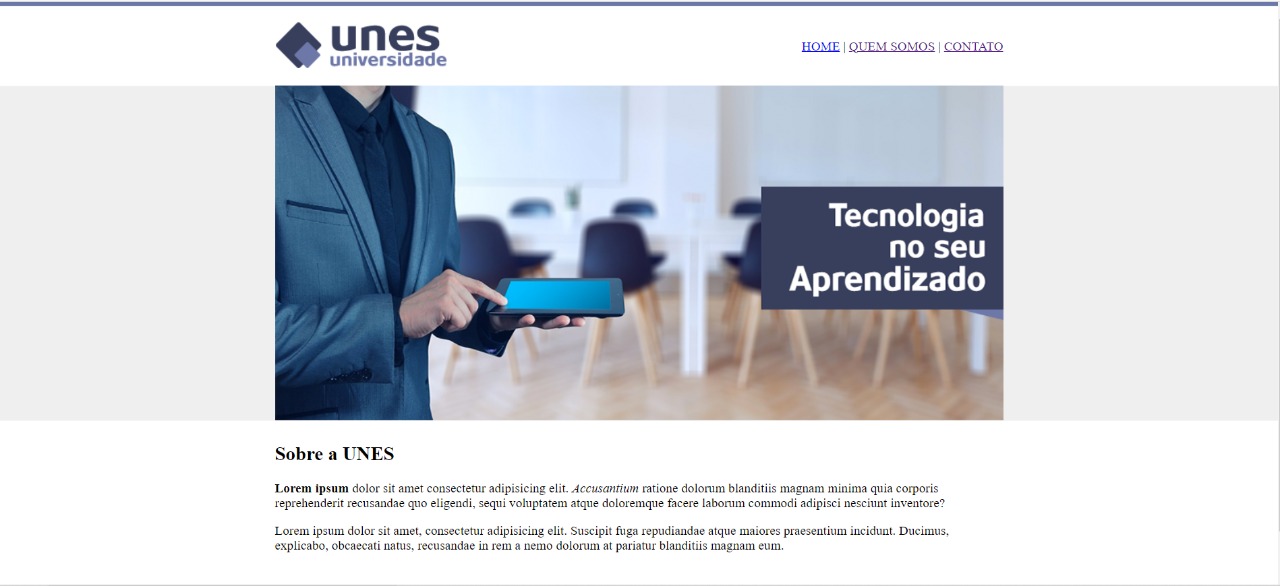 unes
universidade
HOME | QUEM SOMOS | CONTATO
Tecnologia
no seu
Aprendizado
Sobre a UNES
Lorem ipsum dolor sit amet consectetur adipisicing elit. Accusantium ratione dolorum blanditiis magnam minima quia corporis
reprehenderit recusandae quo eligendi, sequi voluptatem atque doloremque facere laborum commodi adipisci nesciunt inventore?
Lorem ipsum dolor sit amet, consectetur adipisicing elit. Suscipit fuga repudiandae atque maiores praesentium incidunt. Ducimus,
explicabo, obcaecati natus, recusandae in rem a nemo dolorum at pariatur blanditiis magnam eum.